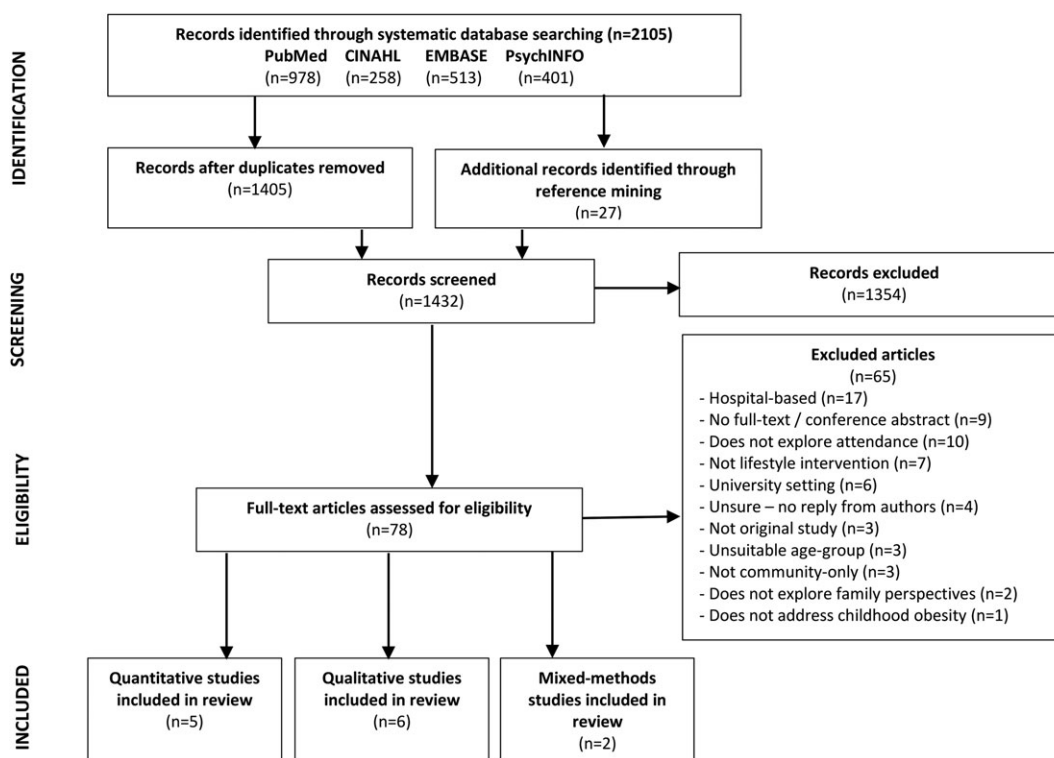 IDENTIFICATION
Records identified through systematic database searching (n=2105)
PubMed CINAHL EMBASE PsychINFO
(n=978) (n=258) (n=513) (n=401)
Records after duplicates removed
(n=1405)
Additional records identified through
reference mining
(n=27)
SCREENING
Records screened
(n=1432)
Records excluded
(n=1354)
ELIGIBILITY
Full-text articles assessed for eligibility
(n=78)
Excluded articles
(n=65)
- Hospital-based (n=17)
- No full-text / conference abstract (n=9)
- Does not explore attendance (n=10)
- Not lifestyle intervention (n=7)
- University setting (n=6)
- Unsure – no reply from authors (n=4)
- Not original study (n=3)
- Unsuitable age-group (n=3)
- Not community-only (n=3)
- Does not explore family perspectives (n=2)
- Does not address childhood obesity (n=1)
INCLUDED
Quantitative studies
included in review
(n=5)
Qualitative studies
included in review
(n=6)
Mixed-methods
studies included in
review
(n=2)